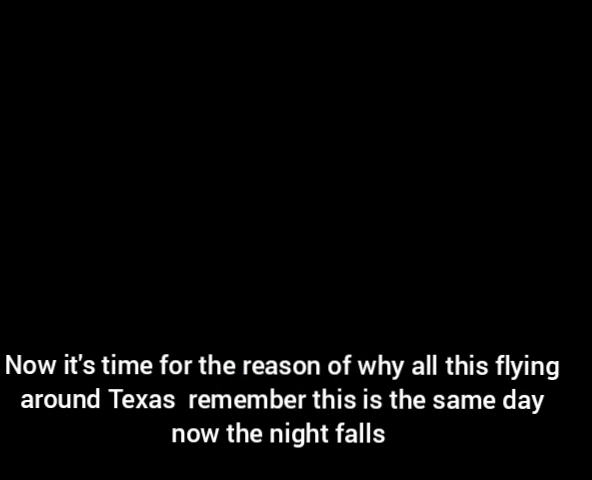 Now it's time for the reason of why all this flying
around Texas  remember this is the same day
now the night falls